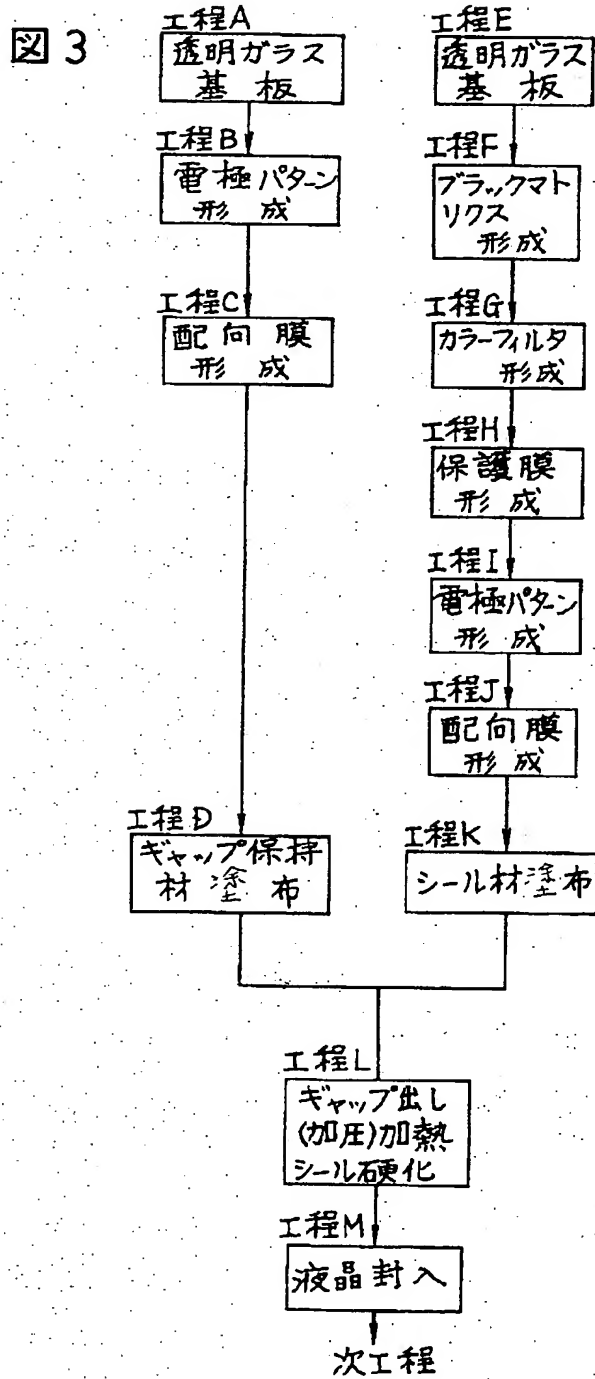 図3
工程A
透明ガラス
基板
工程B
電極パターン
形成
工程C
配向膜
形成
工程D
ギャップ保持
材塗布
工程E
透明ガラス
基板
工程F
ブラックマト
リクス
形成
工程G
カラーフィルタ
形成
工程H
保護膜
形成
工程I
電極パターン
形成
工程J
配向膜
形成
工程K
シール材塗布
工程L
ギャップ出し
(加圧)加熱
シール硬化
工程M
液晶封入
次工程